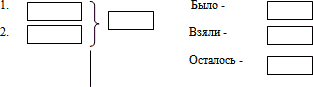 1.
Было -
2.
Взяли -
Осталось -